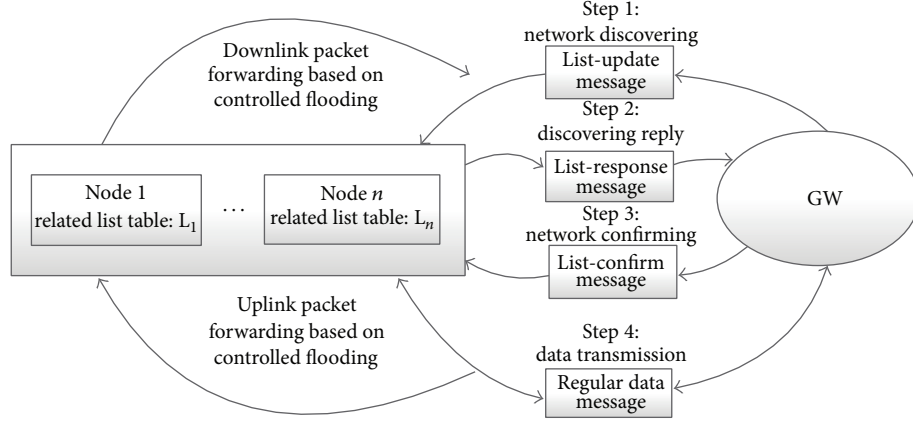 Downlink packet
forwarding based on
controlled flooding
Step 1:
network discovering
List-update
message
Step 2:
discovering reply
List-response
message
Node 1
related list table: L₁
...
Node n
related list table: Lₙ
GW
Step 3:
network confirming
List-confirm
message
Uplink packet
forwarding based on
controlled flooding
Step 4:
data transmission
Regular data
message